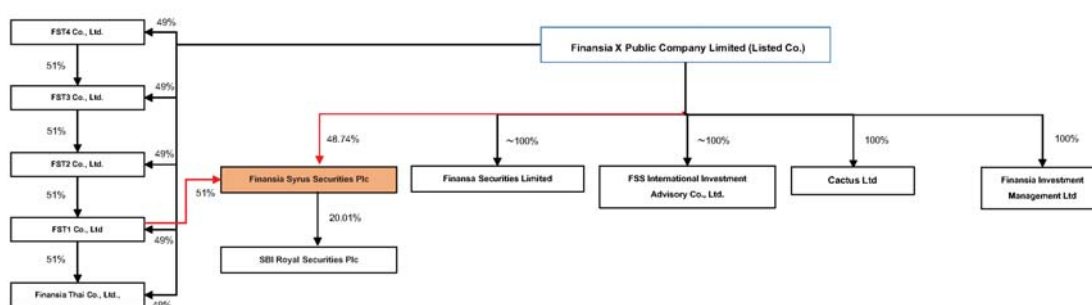 49%
FST4 Co., Ltd.
Finansia X Public Company Limited (Listed Co.)
51%
49%
FST3 Co., Ltd.
51%
46.74%
~100%
~100%
100%
100%
49%
FST2 Co., Ltd.
Finansia Syrus Securities Plc
Finansa Securities Limited
FSS International Investment
Advisory Co., Ltd.
Cactus Ltd
Finansia Investment
Management Ltd
51%
51%
20.01%
FST1 Co., Ltd
49%
51%
SBI Royal Securities Plc
Finansia Thai Co., Ltd.,
49%